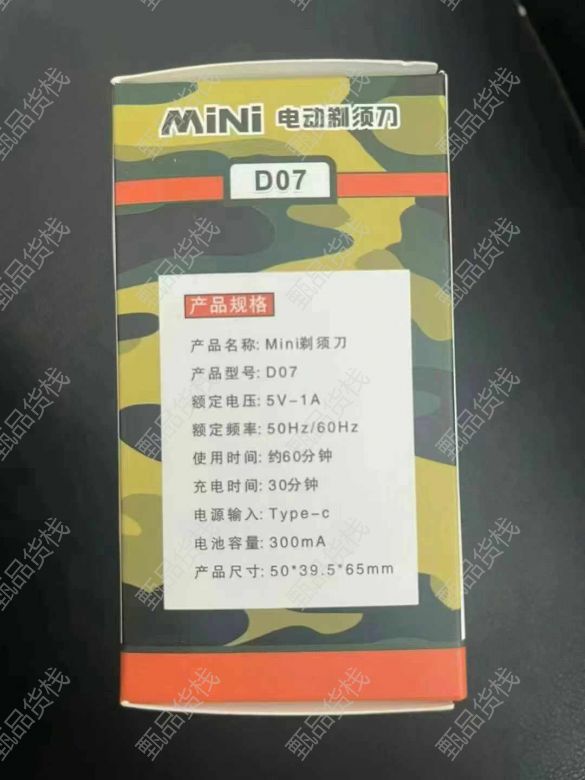 MiNi 电动剃须刀
D07
产品规格
产品名称: Mini剃须刀
产品型号: D07
额定电压: 5V-1A
额定频率: 50Hz/60Hz
使用时间: 约60分钟
充电时间: 30分钟
电源输入: Type-c
电池容量: 300mA
产品尺寸: 50*39.5*65mm
甄品货栈